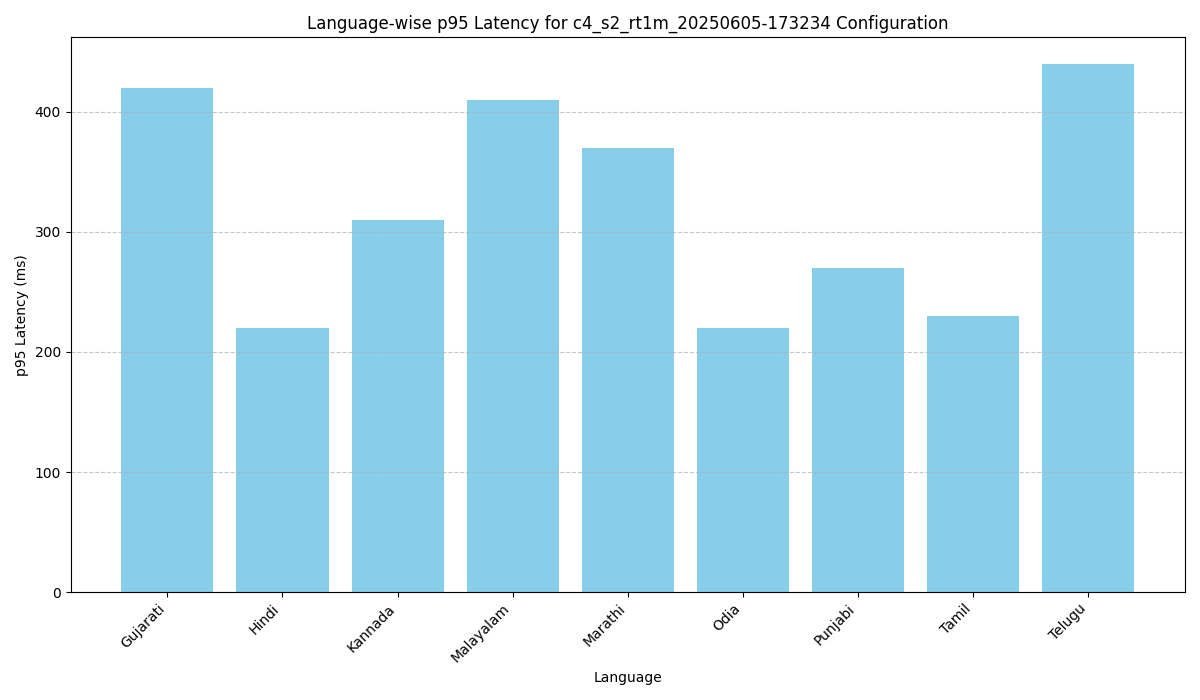 Language-wise p95 Latency for c4_s2_rt1m_20250605-173234 Configuration
p95 Latency (ms)
400
300
200
100
0
Gujarati
Hindi
Kannada
Malayalam
Marathi
Odia
Punjabi
Tamil
Telugu
Language